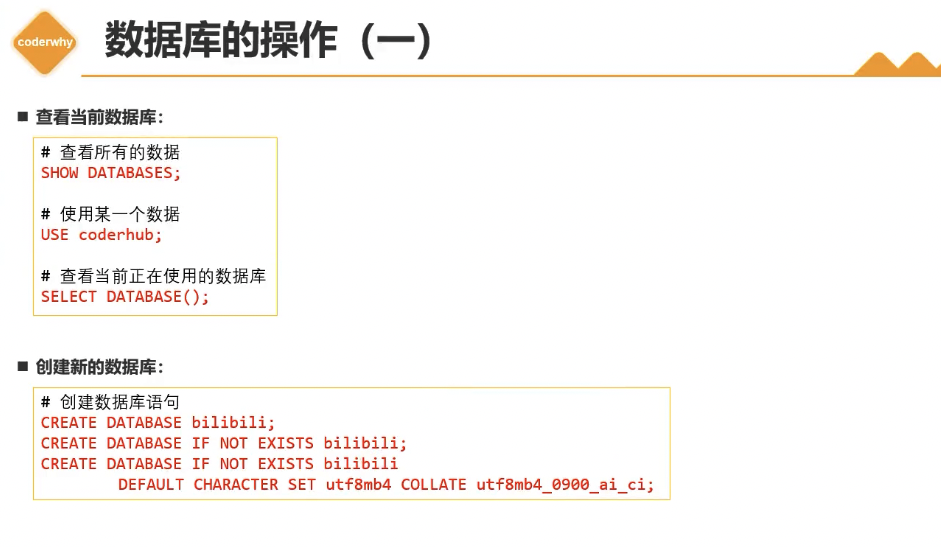 coderwhy
数据库的操作（一）
■ 查看当前数据库：
# 查看所有的数据
SHOW DATABASES;
# 使用某一个数据
USE coderhub;
# 查看当前正在使用的数据库
SELECT DATABASE();
■ 创建新的数据库：
# 创建数据库语句
CREATE DATABASE bilibili;
CREATE DATABASE IF NOT EXISTS bilibili;
CREATE DATABASE IF NOT EXISTS bilibili
DEFAULT CHARACTER SET utf8mb4 COLLATE utf8mb4_0900_ai_ci;